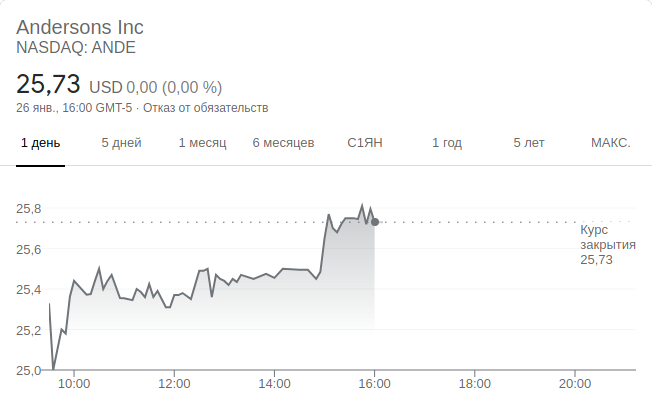 Andersons Inc
NASDAQ: ANDE
25,73 USD 0,00 (0,00 %)
26 янв., 16:00 GMT-5 · Отказ от обязательств
1 день 5 дней 1 месяц 6 месяцев С1ЯН 1 год 5 лет МАКС.
25,8
Курс
закрытия
25,73
25,6
25,4
25,2
25,0
10:00 12:00 14:00 16:00 18:00 20:00